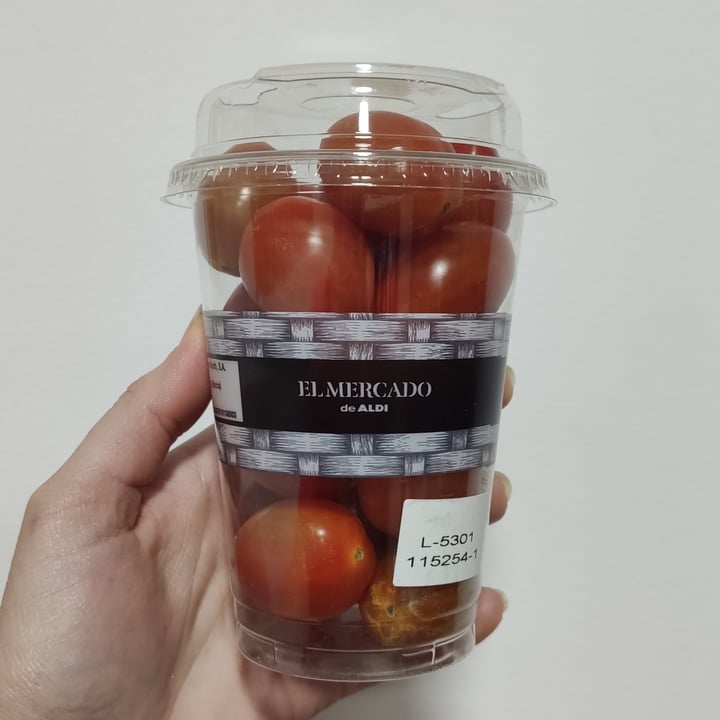 EL MERCADO
de ALDI
S.A.
L-5301
115254-1